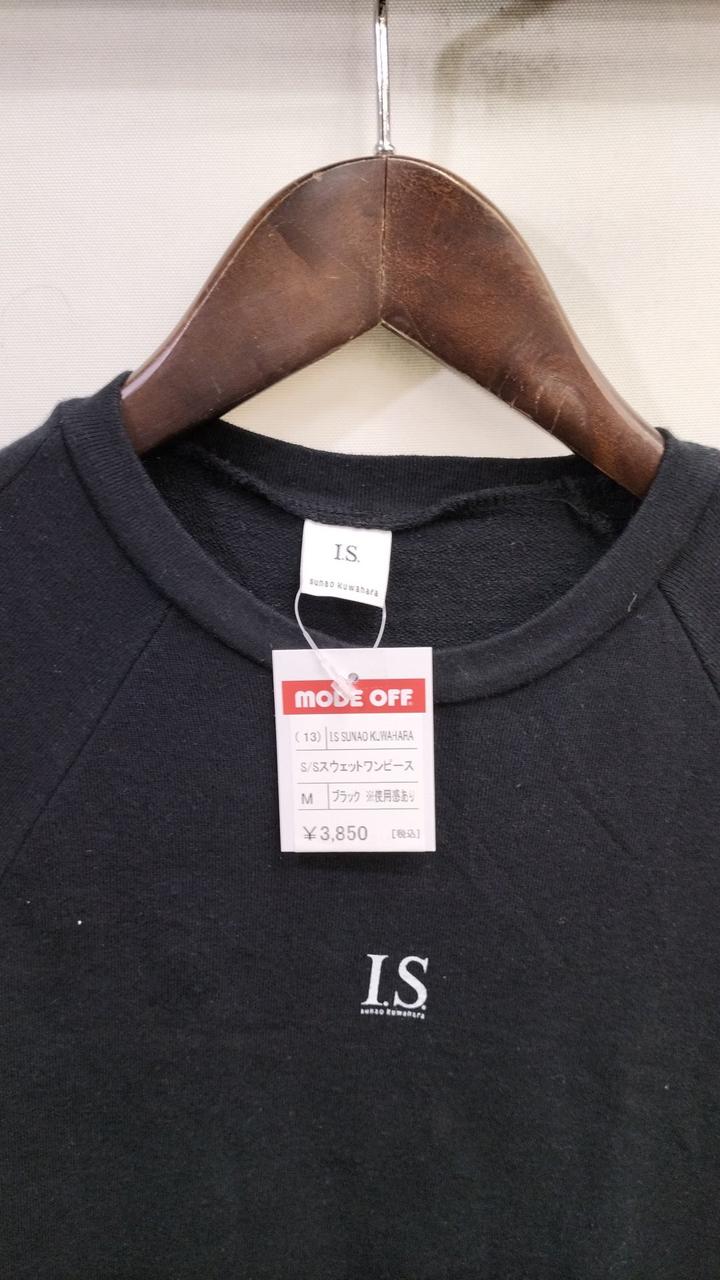 I.S.
sunao Kuwahara
MODE OFF
(13) I.S SUNAO KUWAHARA
S/Sスウェットワンピース
M ブラック ※使用感あり
¥3,850 [税込]
I.S.
sunao Kuwahara